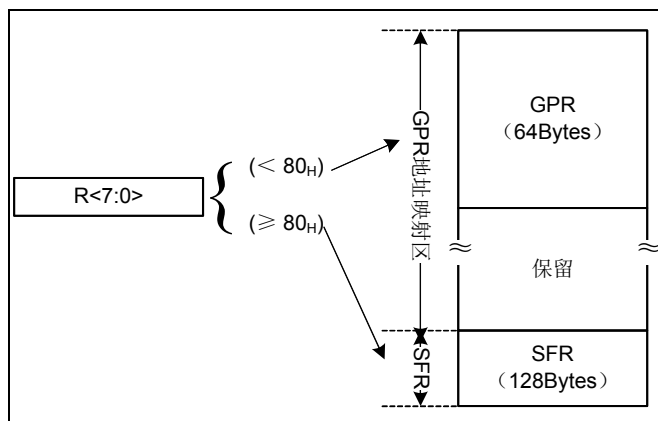 R<7:0>
(< 80H)
(≧ 80H)
GPR地址映射区
SFR
GPR
（64Bytes）
保留
SFR
（128Bytes）